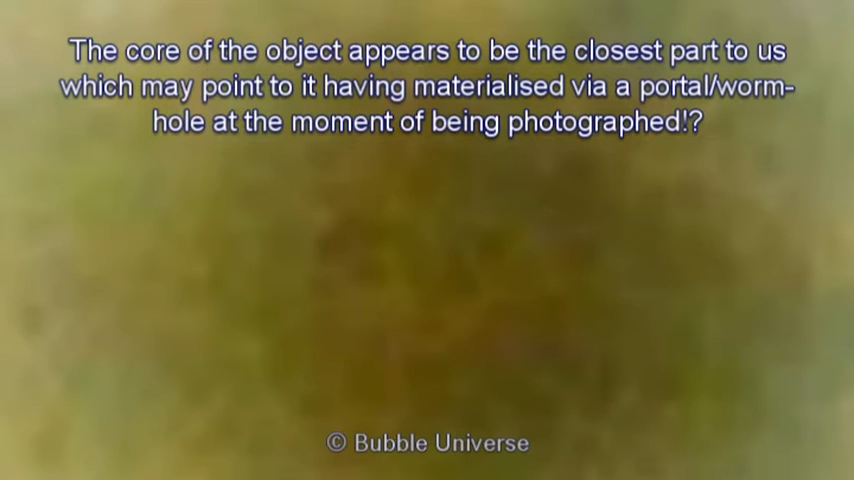 The core of the object appears to be the closest part to us
which may point to it having materialised via a portal/worm-
hole at the moment of being photographed!?
© Bubble Universe